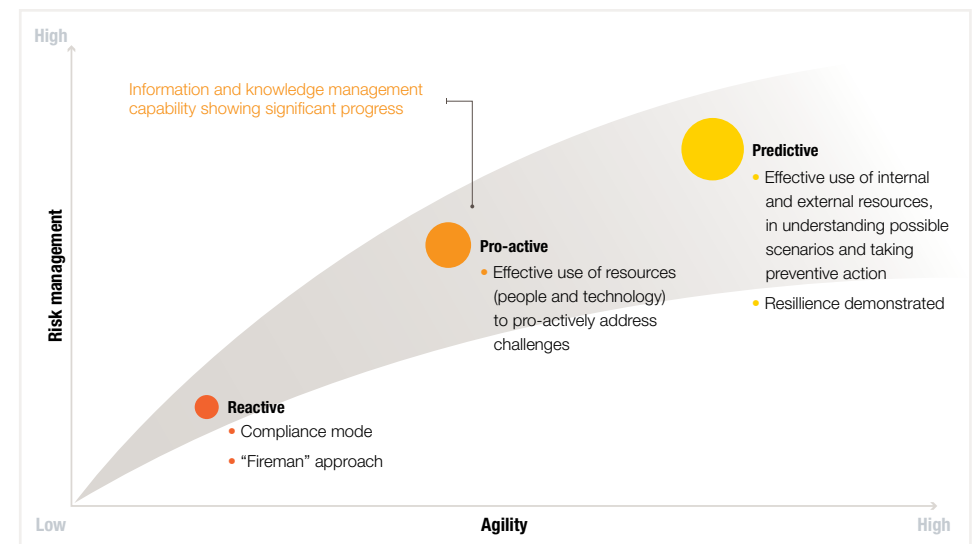 High
Information and knowledge management
capability showing significant progress
Predictive
• Effective use of internal
and external resources,
in understanding possible
scenarios and taking
preventive action
• Resillience demonstrated
Pro-active
• Effective use of resources
(people and technology)
to pro-actively address
challenges
Risk management
Reactive
• Compliance mode
• “Fireman” approach
Low
Agility
High